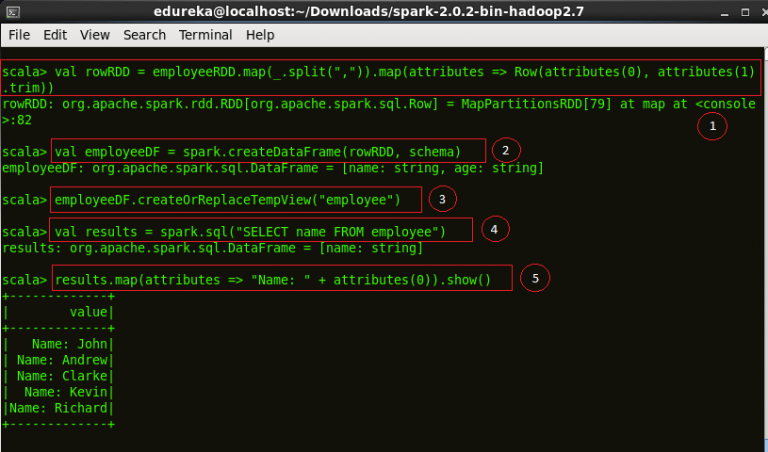 edureka@localhost:~/Downloads/spark-2.0.2-bin-hadoop2.7
File Edit View Search Terminal Help
scala> val rowRDD = employeeRDD.map(_.split(",")).map(attributes => Row(attributes(0), attributes(1)
.trim))
rowRDD: org.apache.spark.rdd.RDD[org.apache.spark.sql.Row] = MapPartitionsRDD[79] at map at <console
>:82
1
scala> val employeeDF = spark.createDataFrame(rowRDD, schema)
2
employeeDF: org.apache.spark.sql.DataFrame = [name: string, age: string]
scala> employeeDF.createOrReplaceTempView("employee")
3
scala> val results = spark.sql("SELECT name FROM employee")
4
results: org.apache.spark.sql.DataFrame = [name: string]
scala> results.map(attributes => "Name: " + attributes(0)).show()
5
+-------------+
|        value|
+-------------+
|   Name: John|
| Name: Andrew|
| Name: Clarke|
|  Name: Kevin|
|Name: Richard|
+-------------+